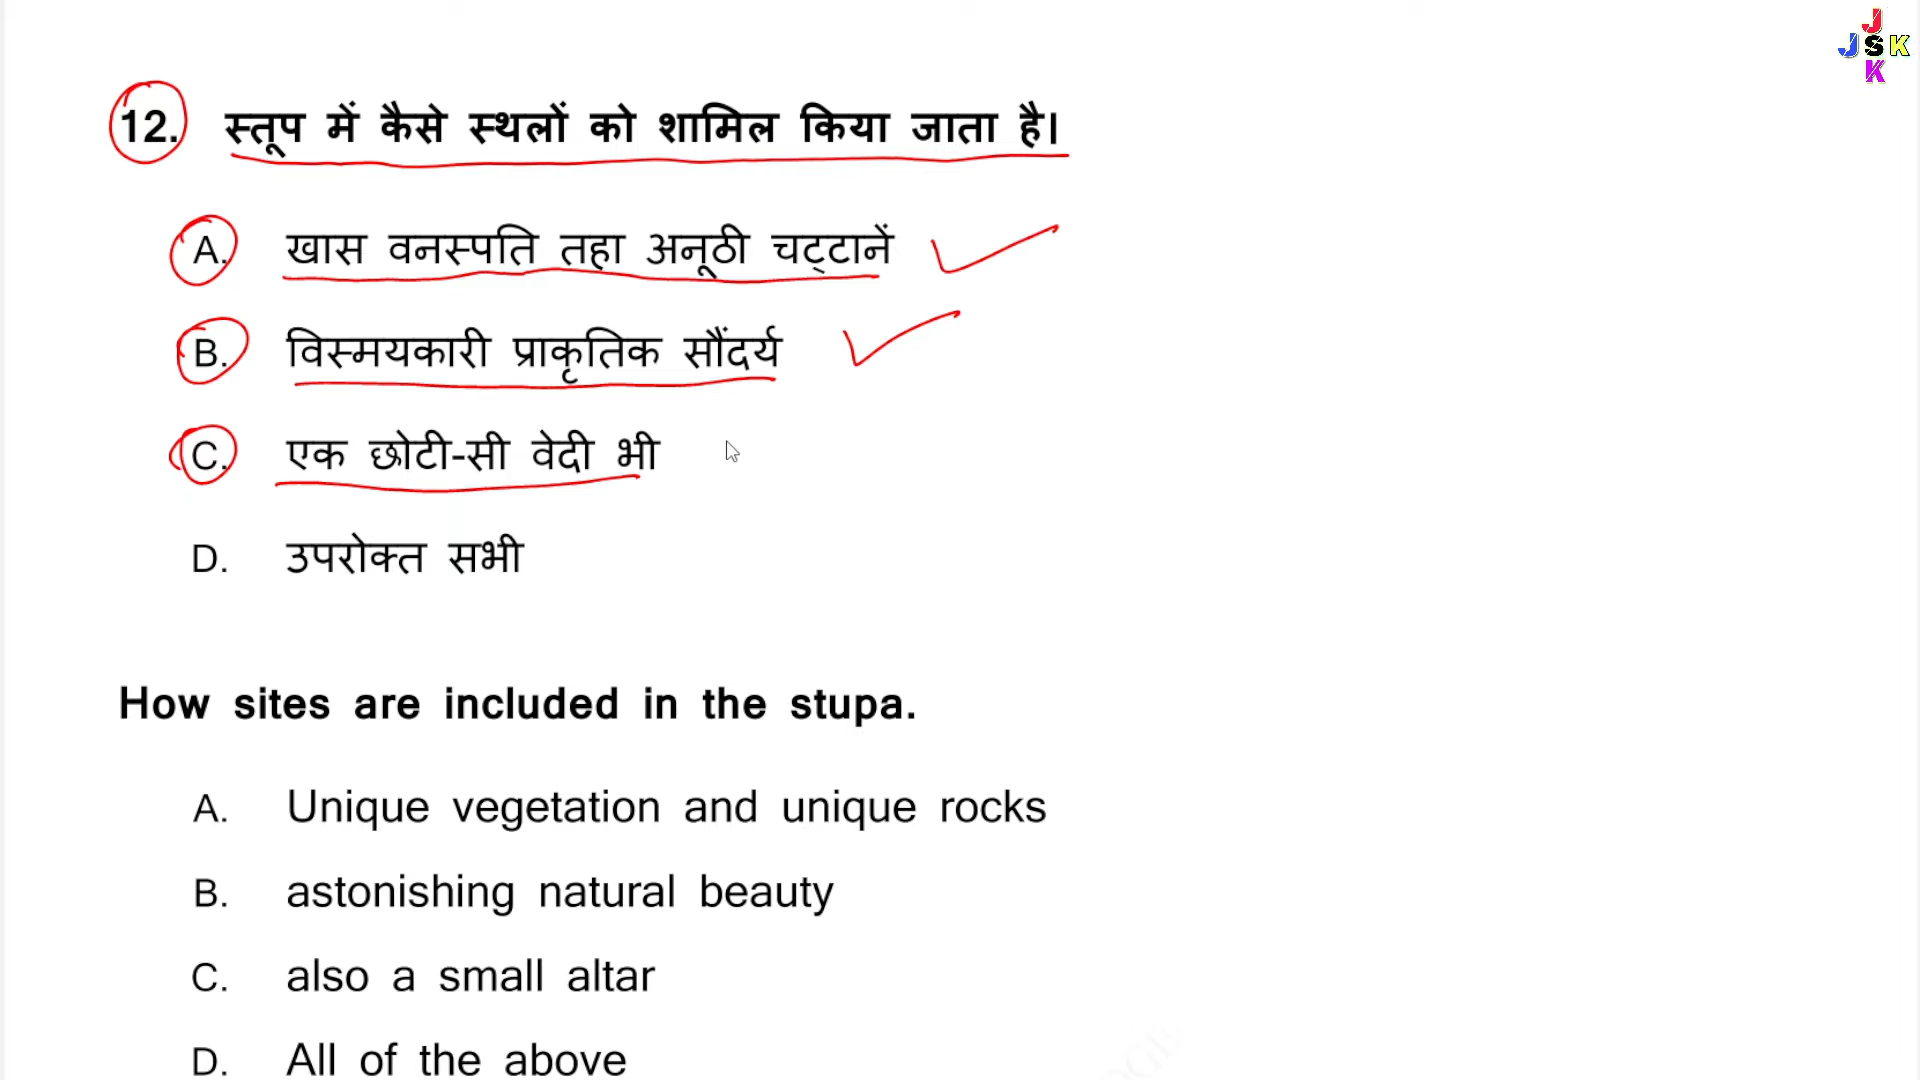 J
JSK
K
12. स्तूप में कैसे स्थलों को शामिल किया जाता है।
A. खास वनस्पति तहा अनूठी चट्टानें
B. विस्मयकारी प्राकृतिक सौंदर्य
C. एक छोटी-सी वेदी भी
D. उपरोक्त सभी
How sites are included in the stupa.
A. Unique vegetation and unique rocks
B. astonishing natural beauty
C. also a small altar
D. All of the above